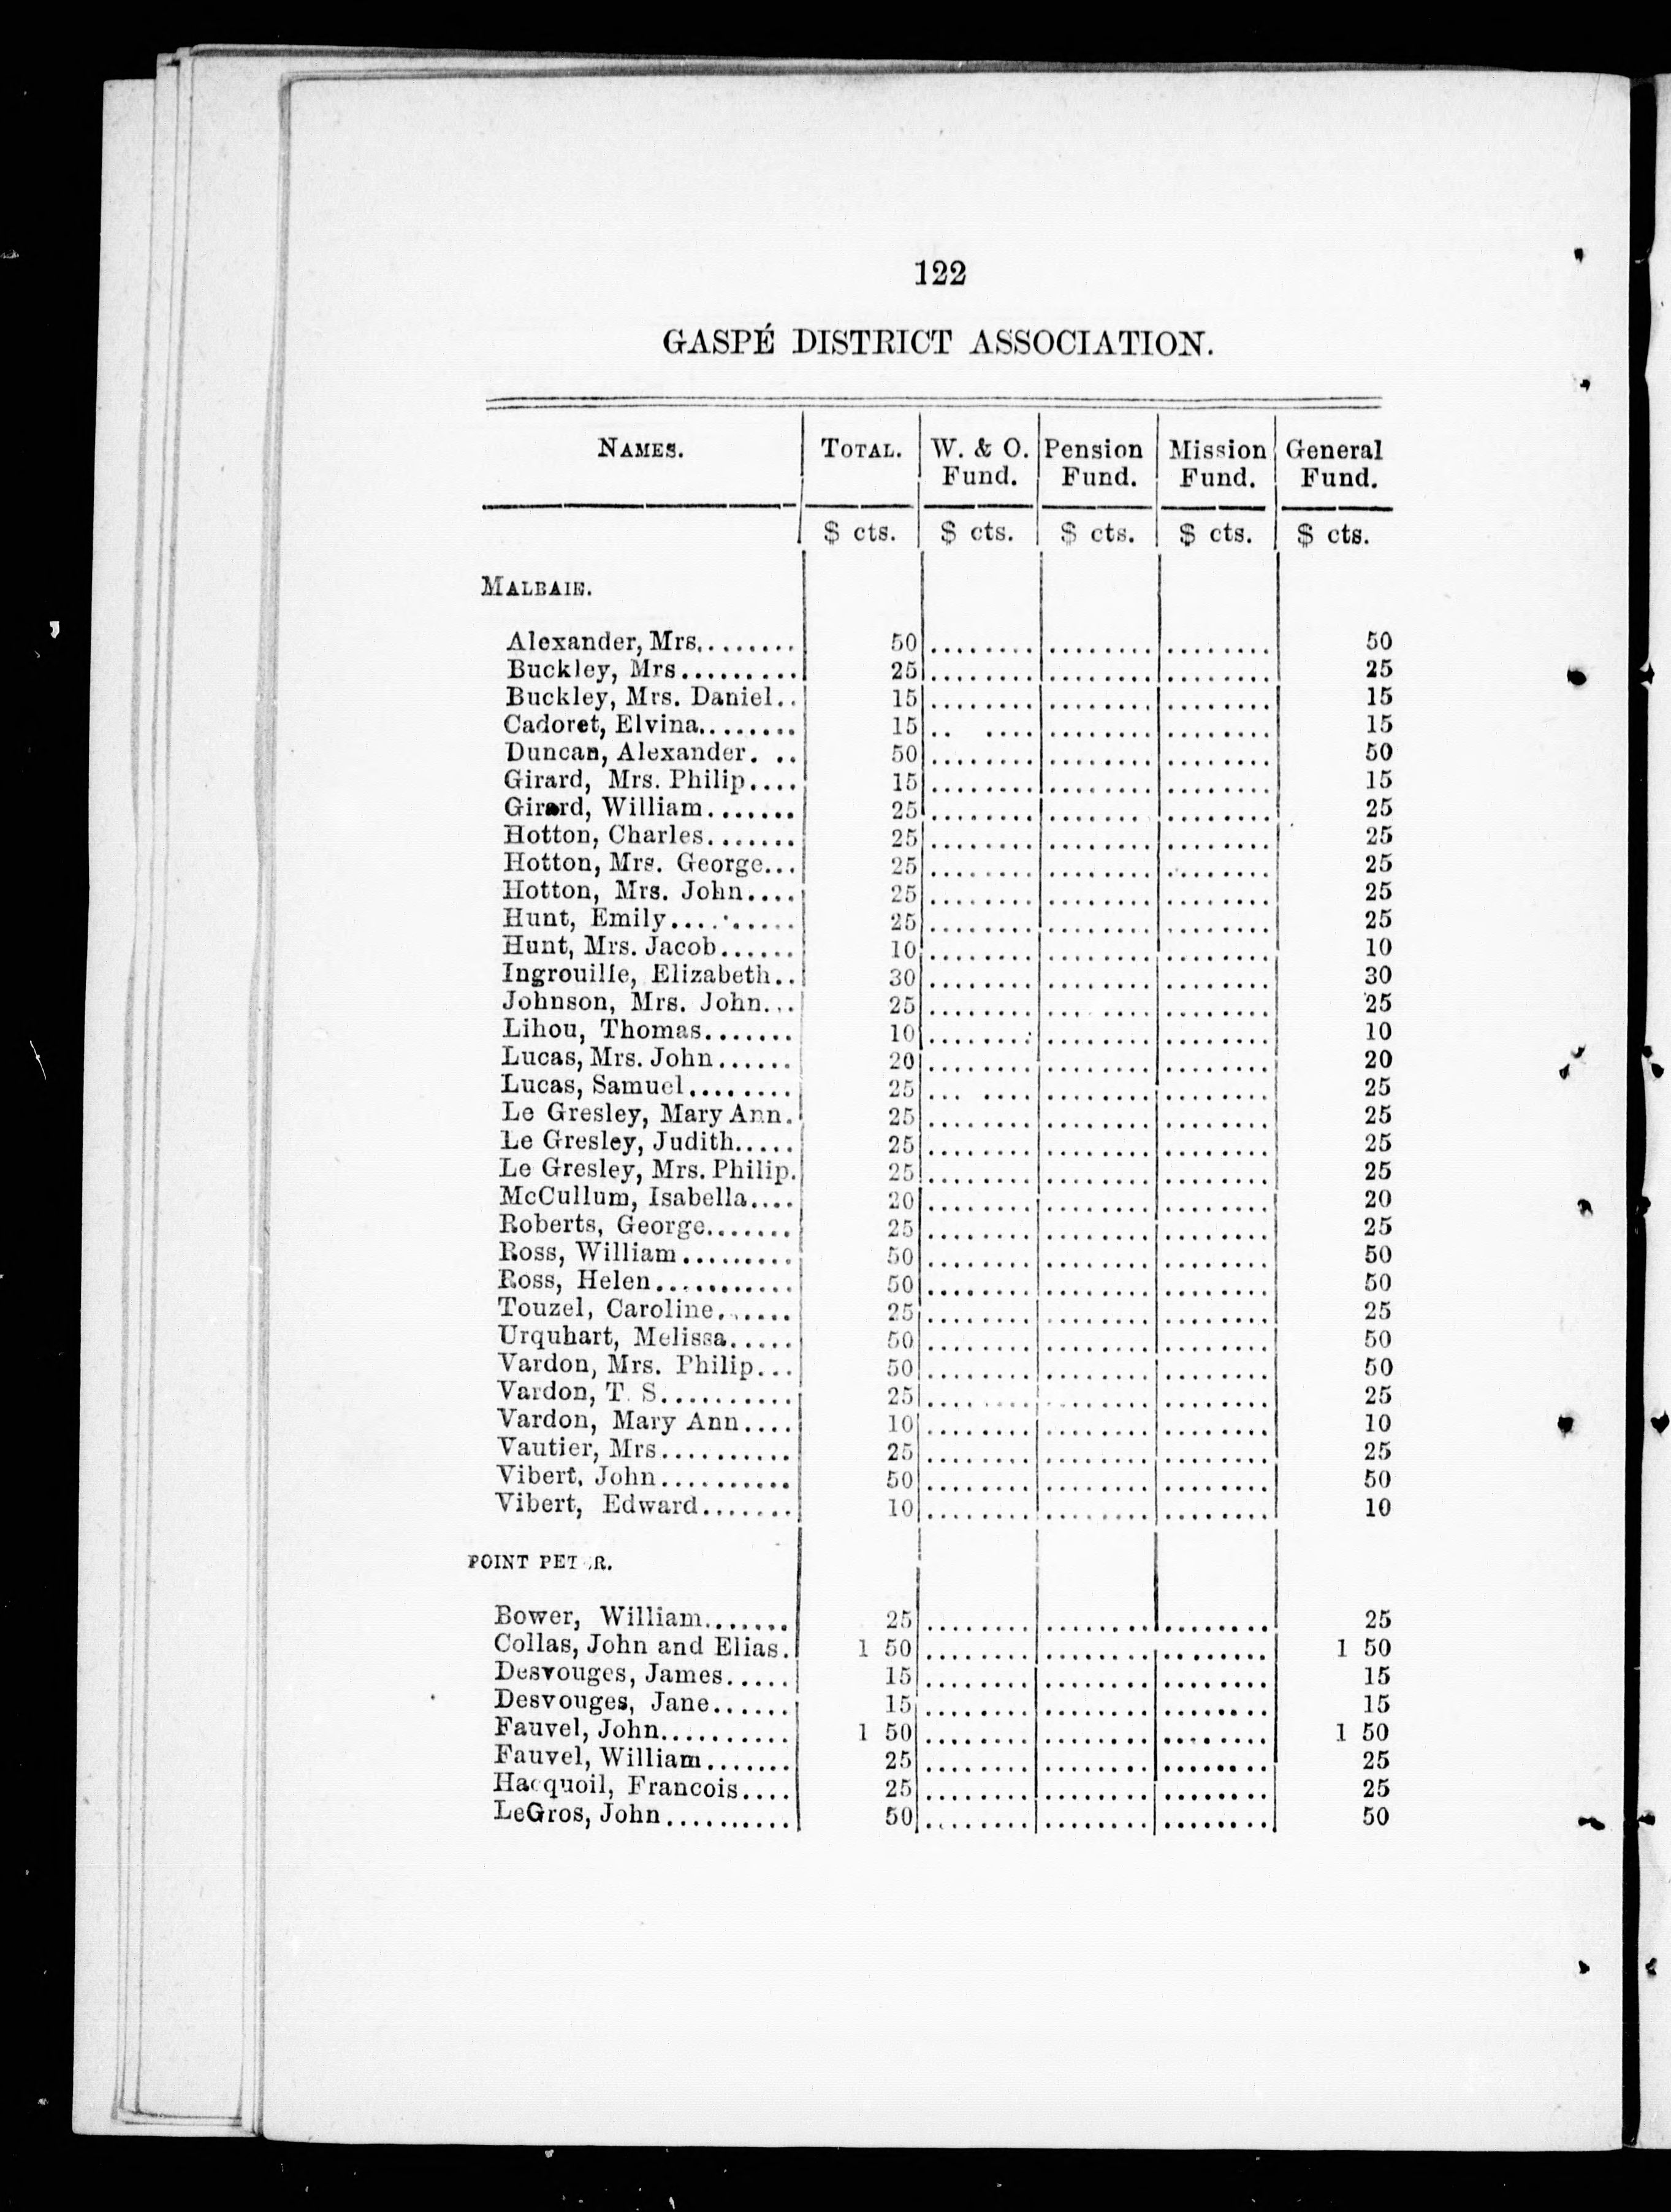 122
GASPÉ DISTRICT ASSOCIATION.
NAMES. TOTAL. W. & O. Fund. Pension Fund. Mission Fund. General Fund.
$ cts. $ cts. $ cts. $ cts. $ cts.
MALBAIE.
Alexander, Mrs........ 50 ........ ........ ........ 50
Buckley, Mrs.......... 25 ........ ........ ........ 25
Buckley, Mrs. Daniel.. 15 ........ ........ ........ 15
Cadoret, Elvina........ 15 .. .... ........ ........ 15
Duncan, Alexander. .. 50 ........ ........ ........ 50
Girard, Mrs. Philip.... 15 ........ ........ ........ 15
Girard, William....... 25 ........ ....... ........ 25
Hotton, Charles....... 25 ........ ........ ........ 25
Hotton, Mrs. George... 25 ........ ........ ........ 25
Hotton, Mrs. John.... 25 ........ ........ ........ 25
Hunt, Emily.......... 25 ........ ........ ........ 25
Hunt, Mrs. Jacob...... 10 ........ ........ ........ 10
Ingrouille, Elizabeth.. 30 ........ ........ ........ 30
Johnson, Mrs. John... 25 ........ ........ ........ 25
Lihou, Thomas....... 10 ........ ........ ........ 10
Lucas, Mrs. John...... 20 ........ ........ ........ 20
Lucas, Samuel........ 25 ... .... ........ ........ 25
Le Gresley, Mary Ann. 25 ........ ........ ........ 25
Le Gresley, Judith..... 25 ........ ........ ........ 25
Le Gresley, Mrs. Philip. 25 ........ ........ ........ 25
McCullum, Isabella.... 20 ........ ........ ........ 20
Roberts, George....... 25 ........ ........ ........ 25
Ross, William......... 50 ........ ........ ........ 50
Ross, Helen............ 50 ........ ........ ........ 50
Touzel, Caroline...... 25 ........ ........ ........ 25
Urquhart, Melissa..... 50 ........ ........ ........ 50
Vardon, Mrs. Philip... 50 ........ ........ ........ 50
Vardon, T. S.......... 25 ........ ........ ........ 25
Vardon, Mary Ann.... 10 ........ ........ ........ 10
Vautier, Mrs........... 25 ........ ........ ........ 25
Vibert, John........... 50 ........ ........ ........ 50
Vibert, Edward....... 10 ........ ........ ........ 10
POINT PET R.
Bower, William....... 25 ........ ........ ........ 25
Collas, John and Elias. 1 50 ........ ........ ........ 1 50
Desvouges, James..... 15 ........ ........ ........ 15
Desvouges, Jane...... 15 ........ ........ ........ 15
Fauvel, John........... 1 50 ........ ........ ........ 1 50
Fauvel, William....... 25 ........ ........ ........ 25
Hacquoil, Francois.... 25 ........ ........ ........ 25
LeGros, John.......... 50 ........ ........ ........ 50